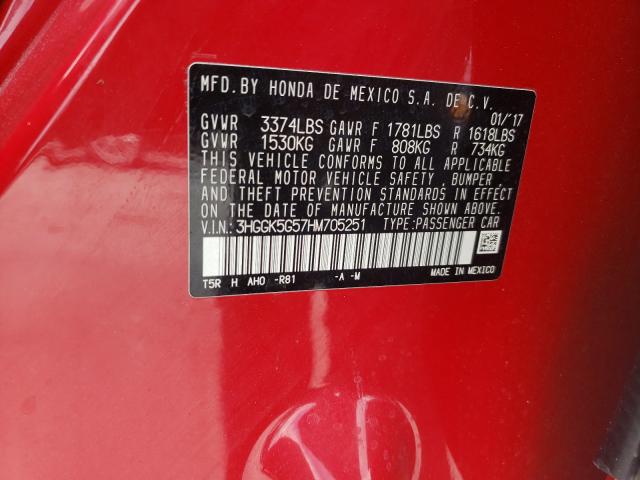 MFD.BY HONDA DE MEXICO S.A. DE C.V.
01/'17
GVWR 3374LBS GAWR F 1781LBS R 1618LBS
GVWR 1530KG GAWR F 808KG R 734KG
THIS VEHICLE CONFORMS TO ALL APPLICABLE
FEDERAL MOTOR VEHICLE SAFETY, BUMPER,
AND THEFT PREVENTION STANDARDS IN EFFECT
ON THE DATE OF MANUFACTURE SHOWN ABOVE.
V.I.N.: 3HGGK5G57HM705251 TYPE:PASSENGER CAR
T5R H AHO -R81 -A -M MADE IN MEXICO